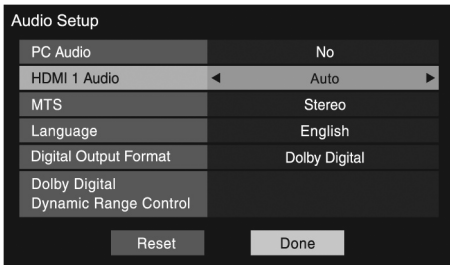 Audio Setup
PC Audio No
HDMI 1 Audio Auto
MTS Stereo
Language English
Digital Output Format Dolby Digital
Dolby Digital
Dynamic Range Control
Reset Done